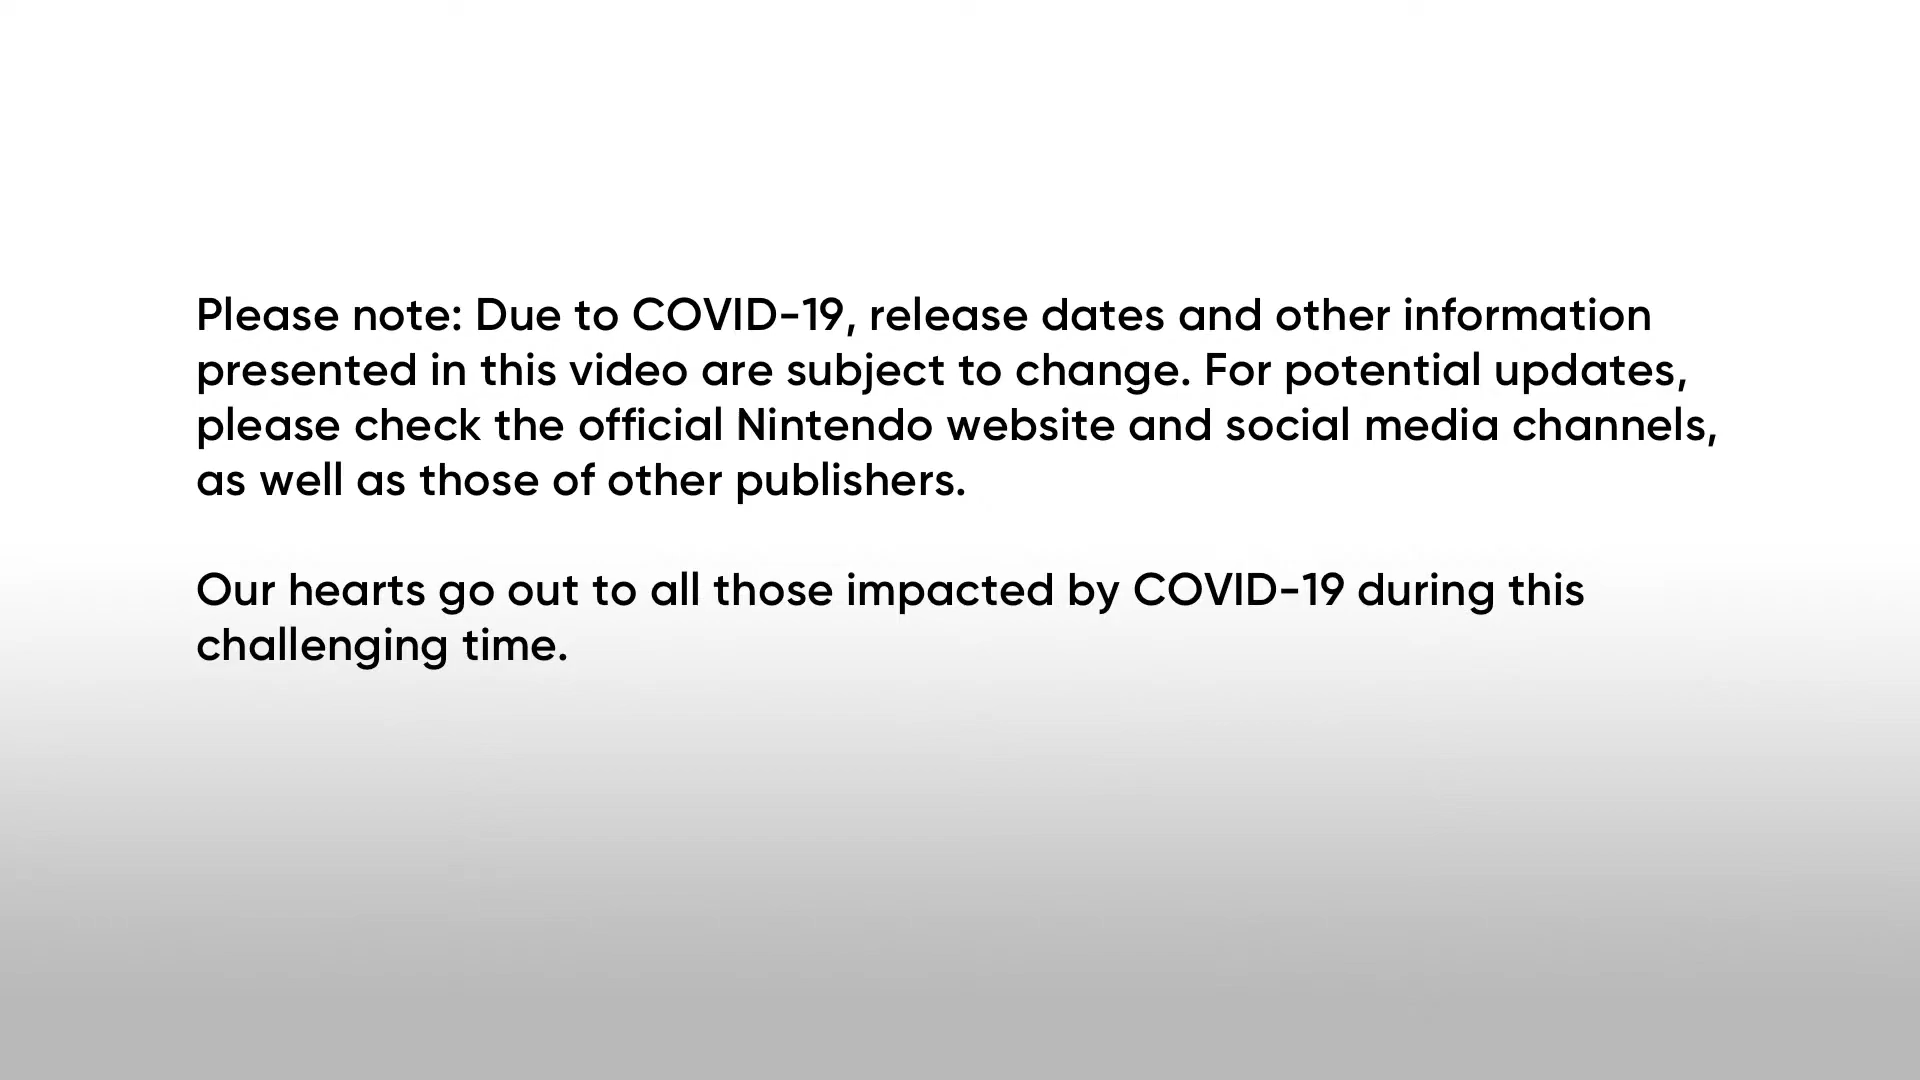 Please note: Due to COVID-19, release dates and other information
presented in this video are subject to change. For potential updates,
please check the official Nintendo website and social media channels,
as well as those of other publishers.
Our hearts go out to all those impacted by COVID-19 during this
challenging time.